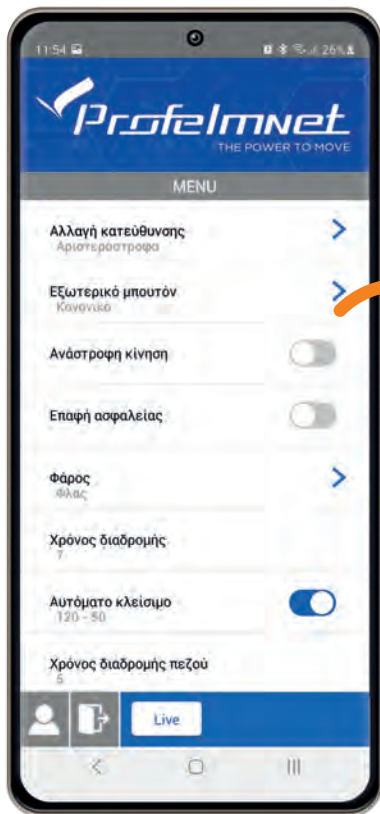 11:54
26%
Profelmnet
THE POWER TO MOVE
MENU
Αλλαγή κατεύθυνσης
Αριστερόστροφα
Εξωτερικό μπουτόν
Κανονικό
Ανάστροφη κίνηση
Επαφή ασφαλείας
Φάρος
Φλας
Χρόνος διαδρομής
7
Αυτόματο κλείσιμο
120 - 50
Χρόνος διαδρομής πεζού
5
Live